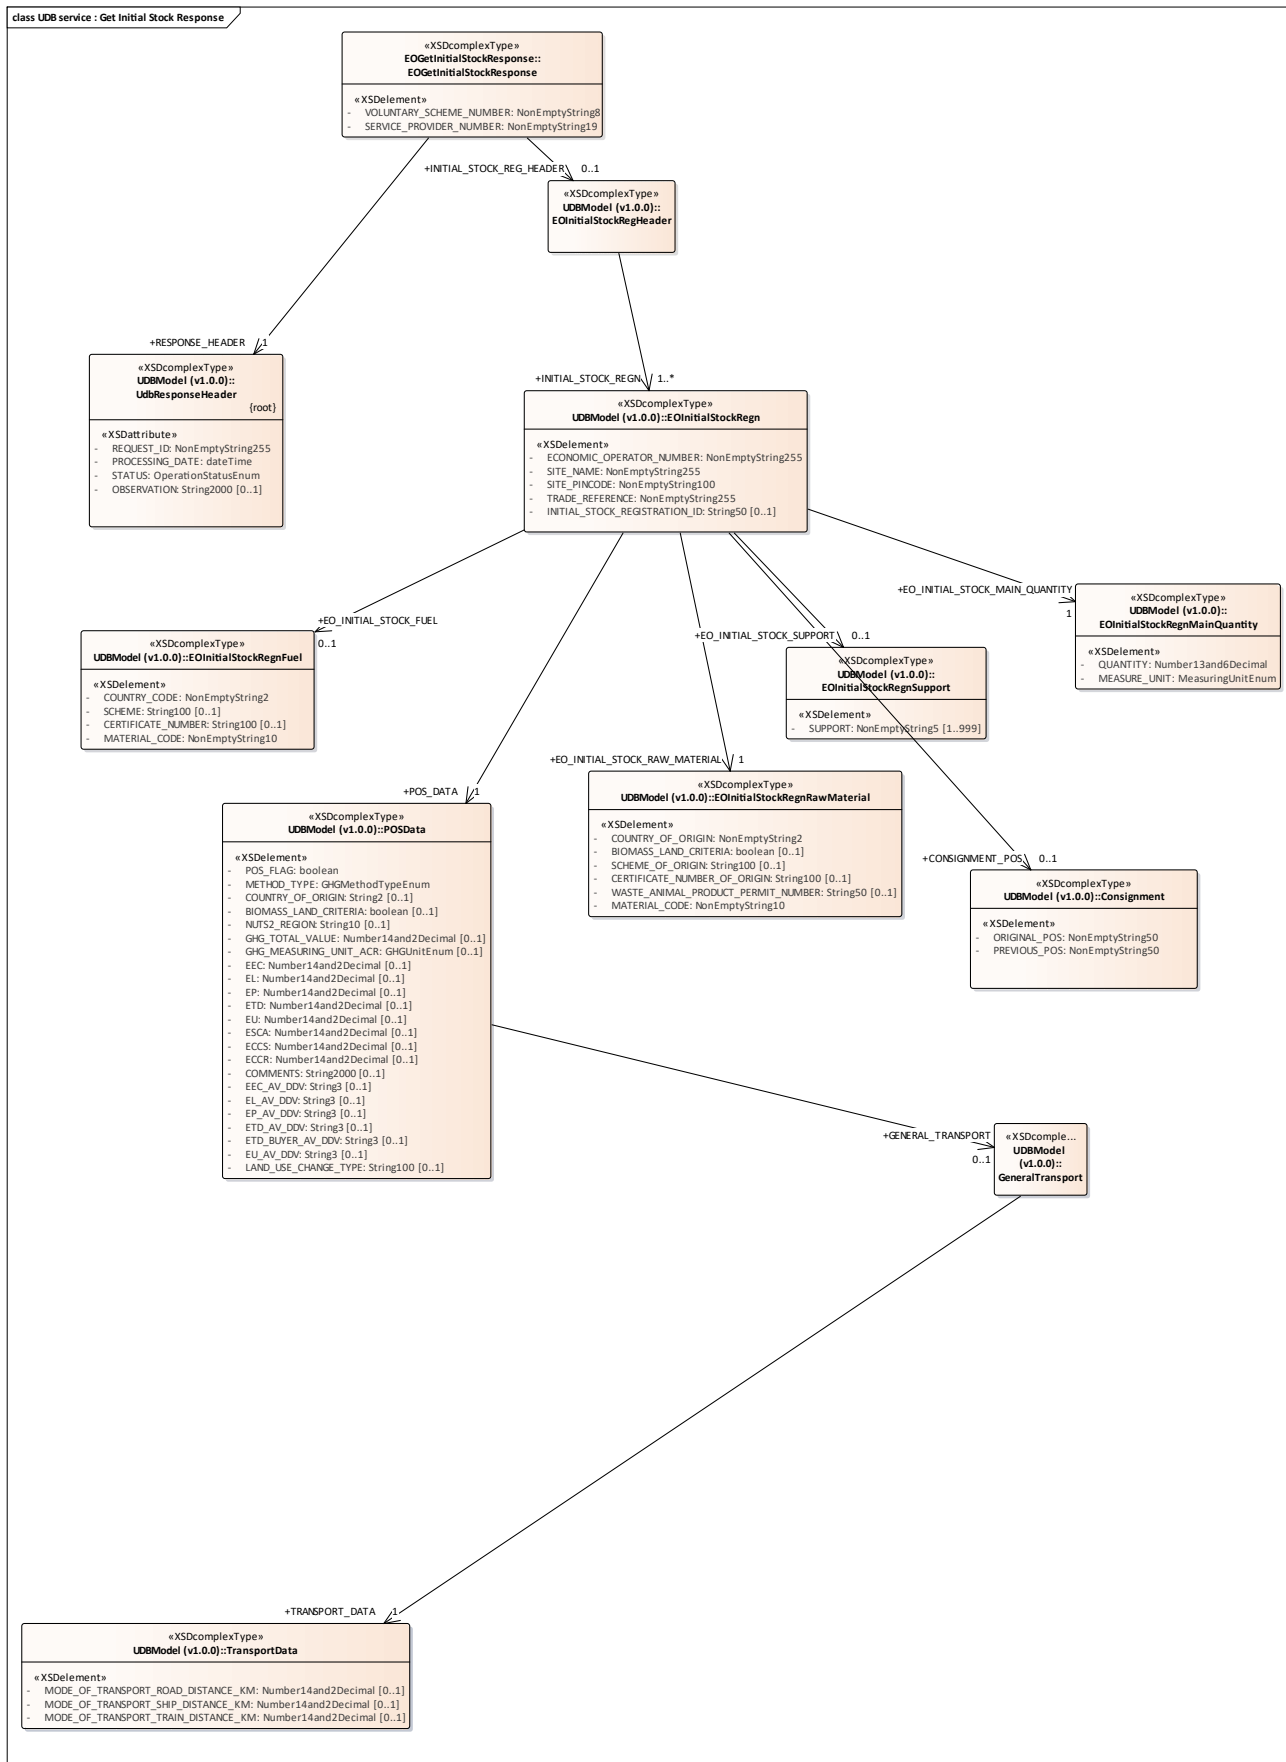 class UDB service : Get Initial Stock Response
«XSDcomplexType»
EOGetInitialStockResponse::
EOGetInitialStockResponse
«XSDelement»
- VOLUNTARY_SCHEME_NUMBER: NonEmptyString8
- SERVICE_PROVIDER_NUMBER: NonEmptyString19
+INITIAL_STOCK_REG_HEADER 0..1
«XSDcomplexType»
UDBModel (v1.0.0)::
EOInitialStockRegHeader
+RESPONSE_HEADER 1
«XSDcomplexType»
UDBModel (v1.0.0)::
UdbResponseHeader
{root}
«XSDattribute»
- REQUEST_ID: NonEmptyString255
- PROCESSING_DATE: dateTime
- STATUS: OperationStatusEnum
- OBSERVATION: String2000 [0..1]
+INITIAL_STOCK_REGN 1..*
«XSDcomplexType»
UDBModel (v1.0.0)::EOInitialStockRegn
«XSDelement»
- ECONOMIC_OPERATOR_NUMBER: NonEmptyString255
- SITE_NAME: NonEmptyString255
- SITE_PINCODE: NonEmptyString100
- TRADE_REFERENCE: NonEmptyString255
- INITIAL_STOCK_REGISTRATION_ID: String50 [0..1]
+EO_INITIAL_STOCK_FUEL
0..1
«XSDcomplexType»
UDBModel (v1.0.0)::EOInitialStockRegnFuel
«XSDelement»
- COUNTRY_CODE: NonEmptyString2
- SCHEME: String100 [0..1]
- CERTIFICATE_NUMBER: String100 [0..1]
- MATERIAL_CODE: NonEmptyString10
+EO_INITIAL_STOCK_SUPPORT 0..1
«XSDcomplexType»
UDBModel (v1.0.0)::
EOInitialStockRegnSupport
«XSDelement»
- SUPPORT: NonEmptyString5 [1..999]
+EO_INITIAL_STOCK_MAIN_QUANTITY
1
«XSDcomplexType»
UDBModel (v1.0.0)::
EOInitialStockRegnMainQuantity
«XSDelement»
- QUANTITY: Number13and6Decimal
- MEASURE_UNIT: MeasuringUnitEnum
+POS_DATA 1
«XSDcomplexType»
UDBModel (v1.0.0)::POSData
«XSDelement»
- POS_FLAG: boolean
- METHOD_TYPE: GHGMethodTypeEnum
- COUNTRY_OF_ORIGIN: String2 [0..1]
- BIOMASS_LAND_CRITERIA: boolean [0..1]
- NUTS2_REGION: String10 [0..1]
- GHG_TOTAL_VALUE: Number14and2Decimal [0..1]
- GHG_MEASURING_UNIT_ACR: GHGUnitEnum [0..1]
- EEC: Number14and2Decimal [0..1]
- EL: Number14and2Decimal [0..1]
- EP: Number14and2Decimal [0..1]
- ETD: Number14and2Decimal [0..1]
- EU: Number14and2Decimal [0..1]
- ESCA: Number14and2Decimal [0..1]
- ECCS: Number14and2Decimal [0..1]
- ECCR: Number14and2Decimal [0..1]
- COMMENTS: String2000 [0..1]
- EEC_AV_DDV: String3 [0..1]
- EL_AV_DDV: String3 [0..1]
- EP_AV_DDV: String3 [0..1]
- ETD_AV_DDV: String3 [0..1]
- ETD_BUYER_AV_DDV: String3 [0..1]
- EU_AV_DDV: String3 [0..1]
- LAND_USE_CHANGE_TYPE: String100 [0..1]
+EO_INITIAL_STOCK_RAW_MATERIAL 1
«XSDcomplexType»
UDBModel (v1.0.0)::EOInitialStockRegnRawMaterial
«XSDelement»
- COUNTRY_OF_ORIGIN: NonEmptyString2
- BIOMASS_LAND_CRITERIA: boolean [0..1]
- SCHEME_OF_ORIGIN: String100 [0..1]
- CERTIFICATE_NUMBER_OF_ORIGIN: String100 [0..1]
- WASTE_ANIMAL_PRODUCT_PERMIT_NUMBER: String50 [0..1]
- MATERIAL_CODE: NonEmptyString10
+CONSIGNMENT_POS 0..1
«XSDcomplexType»
UDBModel (v1.0.0)::Consignment
«XSDelement»
- ORIGINAL_POS: NonEmptyString50
- PREVIOUS_POS: NonEmptyString50
+GENERAL_TRANSPORT
0..1
«XSDcomple...
UDBModel
(v1.0.0)::
GeneralTransport
+TRANSPORT_DATA 1
«XSDcomplexType»
UDBModel (v1.0.0)::TransportData
«XSDelement»
- MODE_OF_TRANSPORT_ROAD_DISTANCE_KM: Number14and2Decimal [0..1]
- MODE_OF_TRANSPORT_SHIP_DISTANCE_KM: Number14and2Decimal [0..1]
- MODE_OF_TRANSPORT_TRAIN_DISTANCE_KM: Number14and2Decimal [0..1]